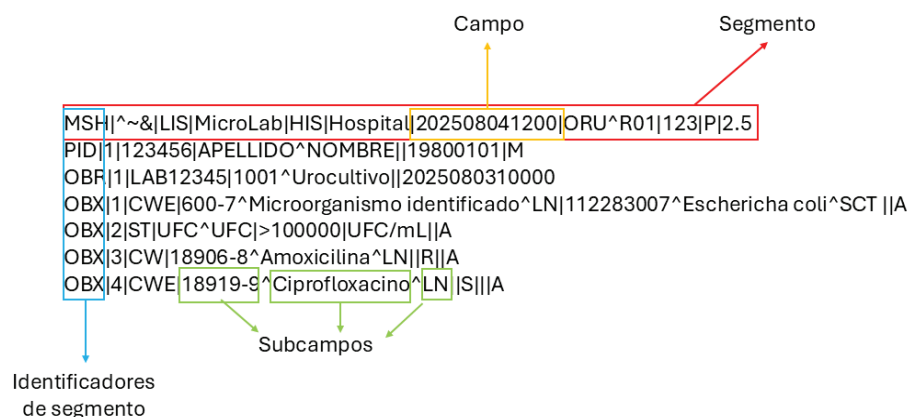 Campo
Segmento
MSH|^~&|LIS|MicroLab|HIS|Hospital|202508041200|ORU^R01|123|P|2.5
PID|1|123456|APELLIDO^NOMBRE||19800101|M
OBR|1|LAB12345|1001^Urocultivo||2025080310000
OBX|1|CWE|600-7^Microorganismo identificado^LN|112283007^Eschericha coli^SCT ||A
OBX|2|ST|UFC^UFC|>100000|UFC/mL||A
OBX|3|CW|18906-8^Amoxicilina^LN||R||A
OBX|4|CWE|18919-9^Ciprofloxacino^LN||S|||A
Subcampos
Identificadores
de segmento